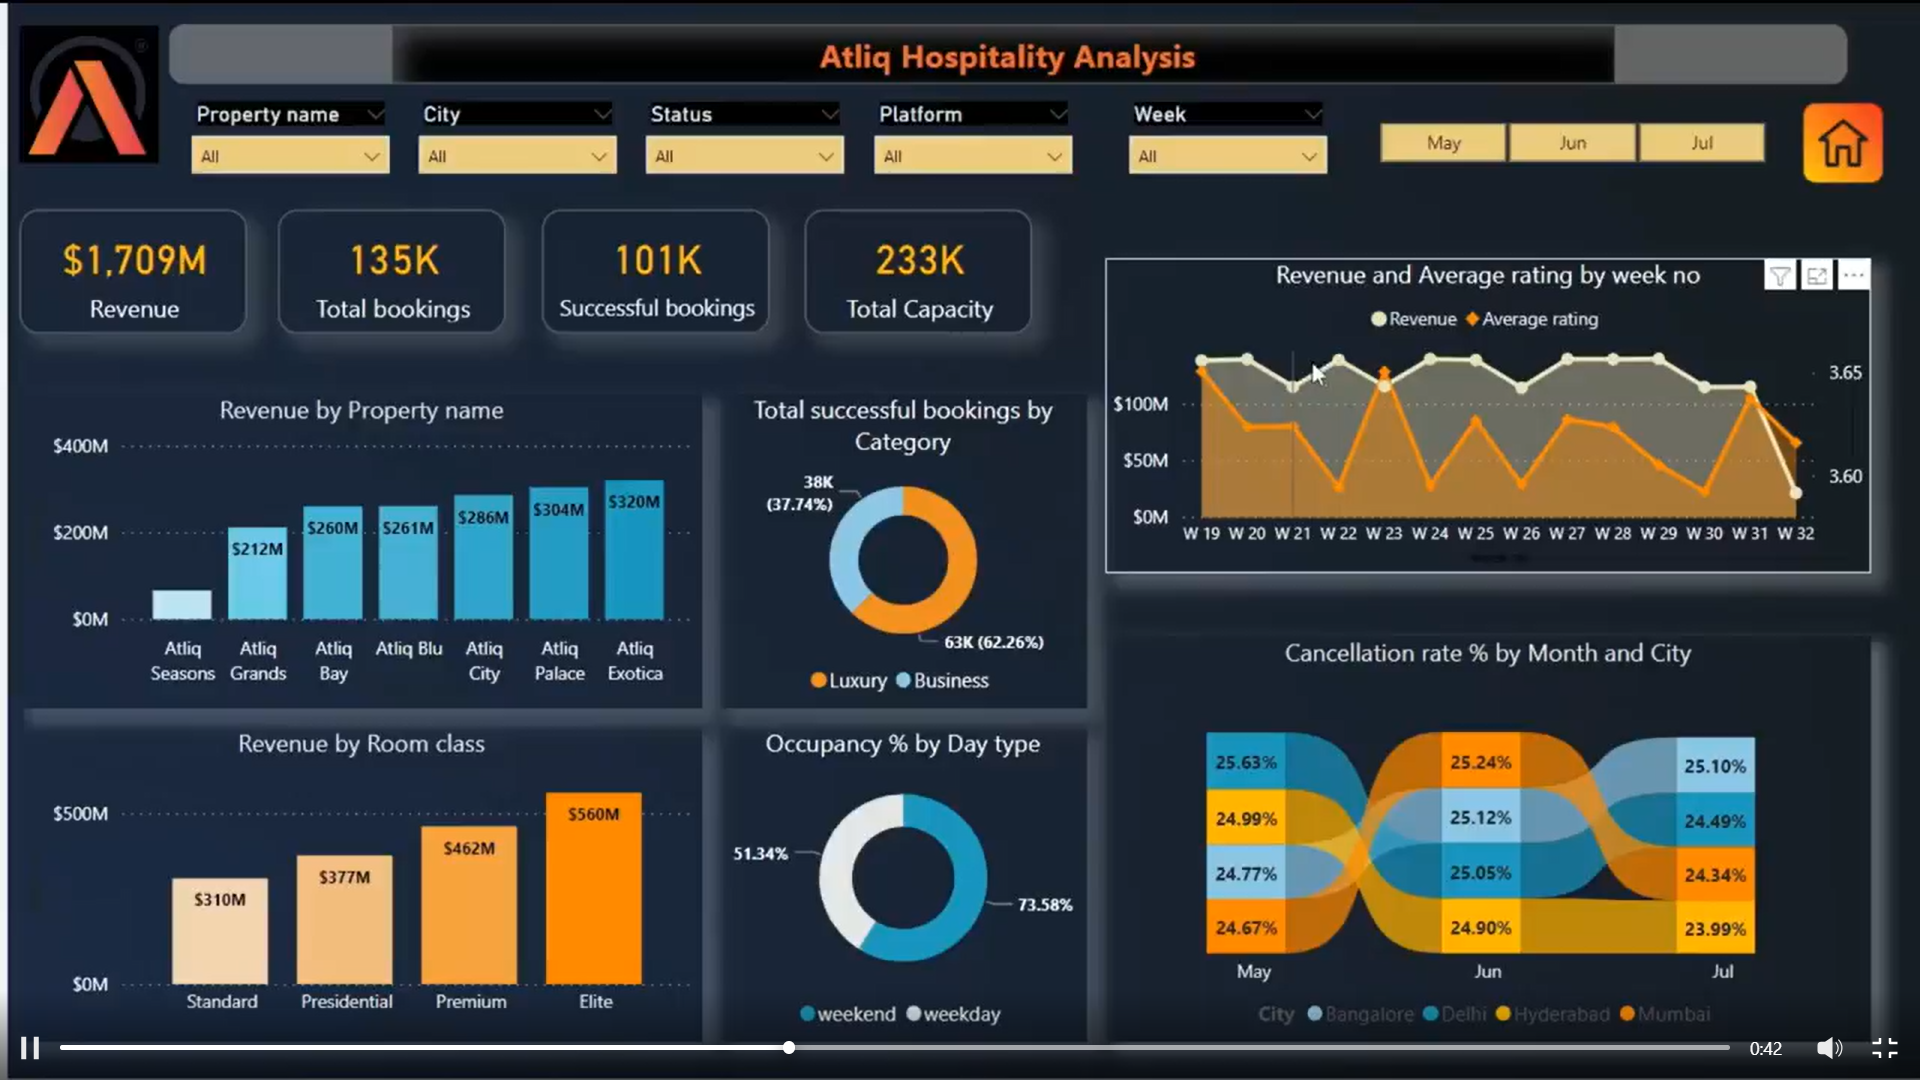 Atliq Hospitality Analysis
Property name
City
Status
Platform
Week
All
All
All
All
All
May
Jun
Jul
$1,709M
Revenue
135K
Total bookings
101K
Successful bookings
233K
Total Capacity
Revenue and Average rating by week no
Revenue
Average rating
$100M
$50M
$0M
3.65
3.60
W 19 W 20 W 21 W 22 W 23 W 24 W 25 W 26 W 27 W 28 W 29 W 30 W 31 W 32
Revenue by Property name
$400M
$200M
$0M
$212M
$260M
$261M
$286M
$304M
$320M
Atliq
Seasons
Atliq
Grands
Atliq
Bay
Atliq Blu
Atliq
City
Atliq
Palace
Atliq
Exotica
Total successful bookings by
Category
38K
(37.74%)
63K (62.26%)
Luxury
Business
Revenue by Room class
$500M
$0M
$310M
$377M
$462M
$560M
Standard
Presidential
Premium
Elite
Occupancy % by Day type
51.34%
73.58%
weekend
weekday
Cancellation rate % by Month and City
25.63%
24.99%
24.77%
24.67%
25.24%
25.12%
25.05%
24.90%
25.10%
24.49%
24.34%
23.99%
May
Jun
Jul
City Bangalore Delhi Hyderabad Mumbai
0:42